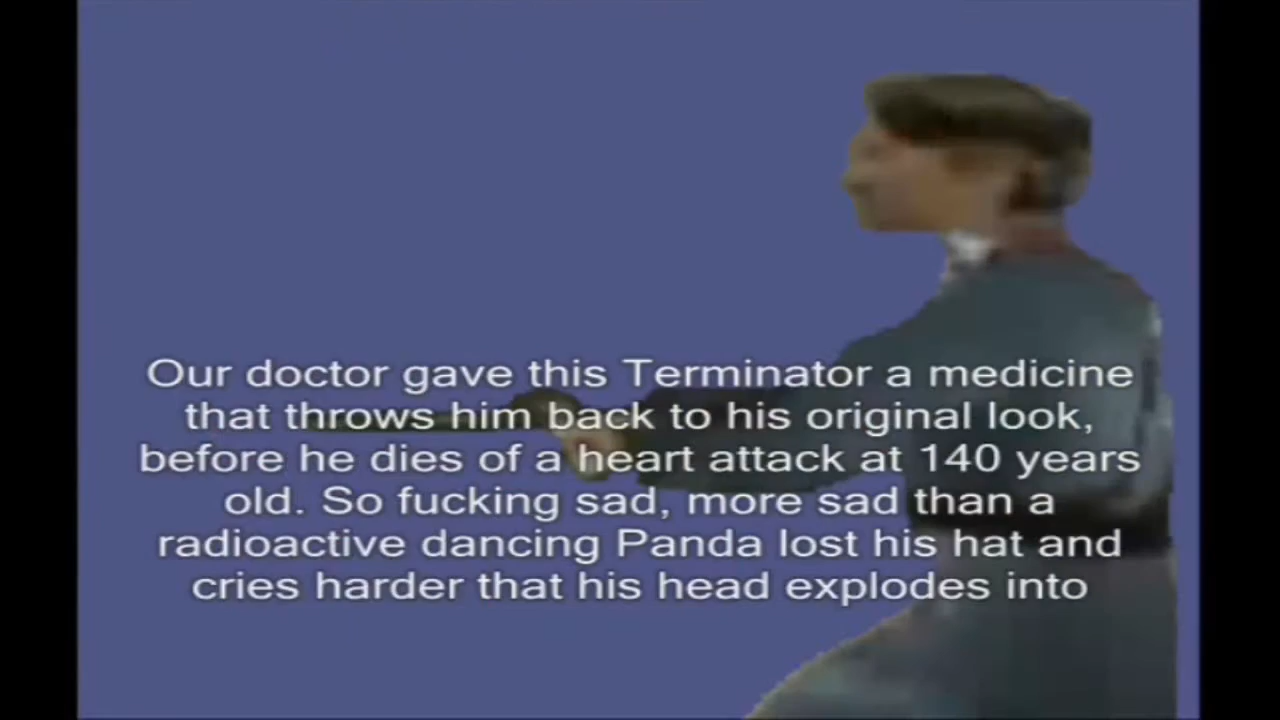 Our doctor gave this Terminator a medicine
that throws him back to his original look,
before he dies of a heart attack at 140 years
old. So fucking sad, more sad than a
radioactive dancing Panda lost his hat and
cries harder that his head explodes into